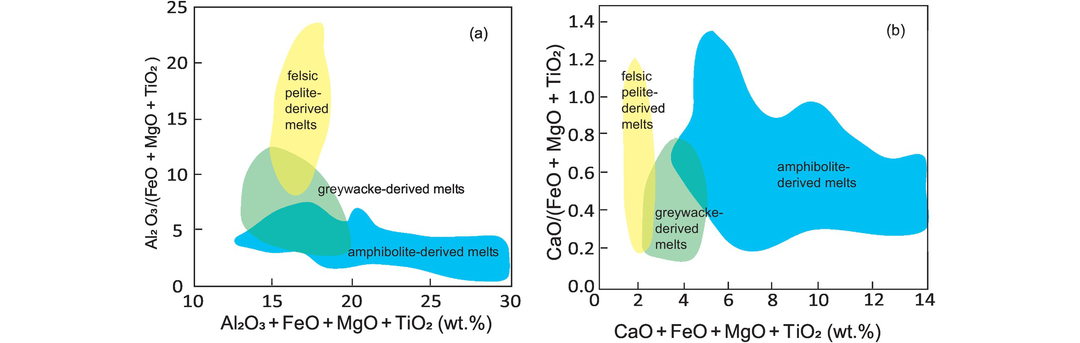 25
20
15
10
5
0
Al₂O₃/(FeO + MgO + TiO₂)
(a)
felsic
pelite-
derived
melts
greywacke-derived melts
amphibolite-derived melts
10
15
20
25
30
Al₂O₃ + FeO + MgO + TiO₂ (wt.%)
1.4
1.2
1.0
0.8
0.6
0.4
0.2
0.0
CaO/(FeO + MgO + TiO₂)
(b)
felsic
pelite-
derived
melts
greywacke-
derived
melts
amphibolite-
derived melts
0
2
4
6
8
10
12
14
CaO + FeO + MgO + TiO₂ (wt.%)